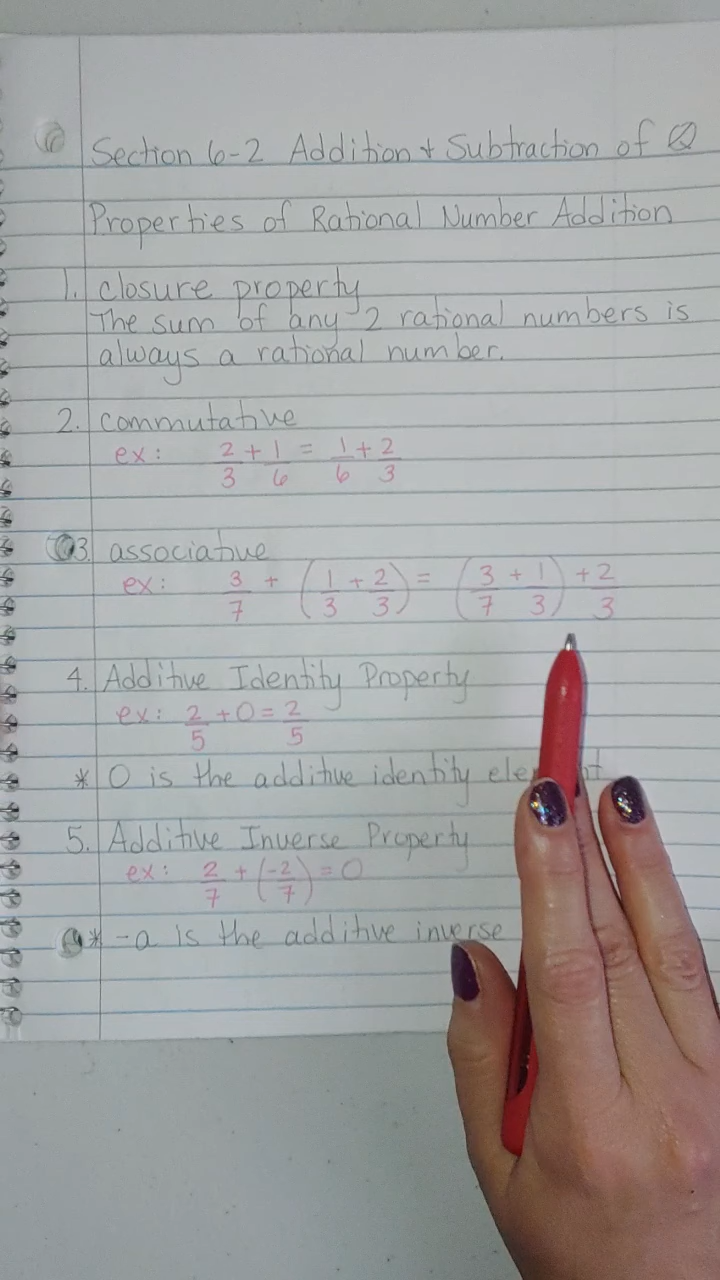 Section 6-2 Addition + Subtraction of Q
Properties of Rational Number Addition
1. closure property
The sum of any 2 rational numbers is
always a rational number.
2. commutative
ex: 2/3 + 1/6 = 1/6 + 2/3
3. associative
ex: 3/7 + (1/3 + 2/3) = (3/7 + 1/3) + 2/3
4. Additive Identity Property
ex: 2/5 + 0 = 2/5
* 0 is the additive identity
5. Additive Inverse Property
ex: 2/7 + (-2/7) = 0
* -a is the additive inverse